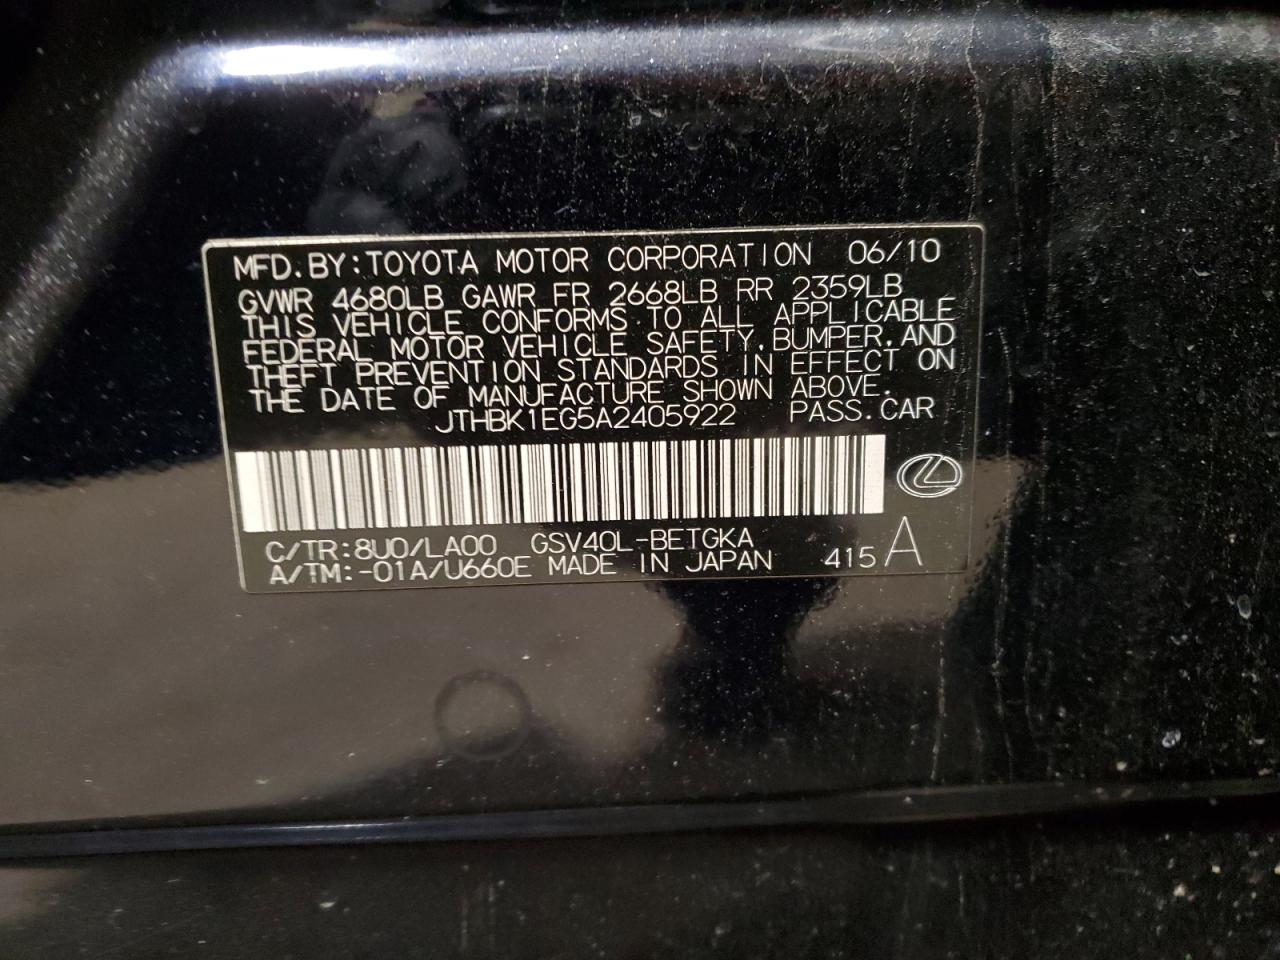 MFD.BY:TOYOTA MOTOR CORPORATION 06/10
GVWR 4680LB GAWR FR 2668LB RR 2359LB
THIS VEHICLE CONFORMS TO ALL APPLICABLE
FEDERAL MOTOR VEHICLE SAFETY,BUMPER,AND
THEFT PREVENTION STANDARDS IN EFFECT ON
THE DATE OF MANUFACTURE SHOWN ABOVE.
JTHBK1EG5A2405922 PASS.CAR
C/TR:8U0/LA00 GSV40L-BETGKA
A/TM:-01A/U660E MADE IN JAPAN 415 A